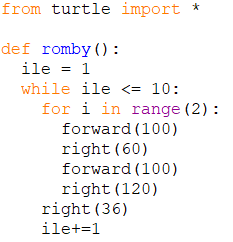 from turtle import *

def romby():
  ile = 1
  while ile <= 10:
    for i in range(2):
      forward(100)
      right(60)
      forward(100)
      right(120)
    right(36)
    ile+=1